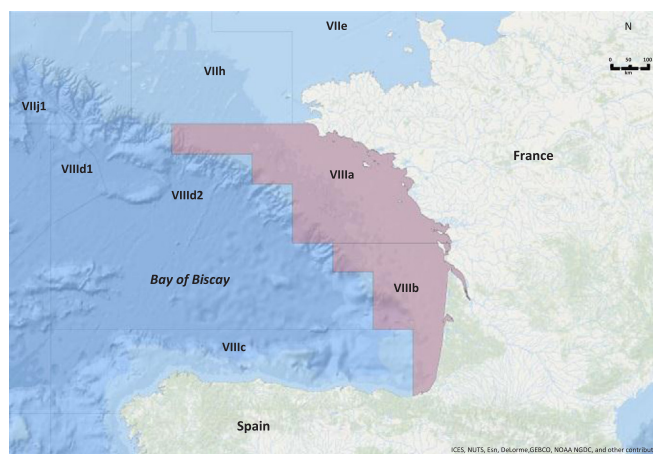 VIIe
N
VIIh
0 50 100
km
VIIj1
France
VIIId1
VIIIa
VIIId2
Bay of Biscay
VIIIb
VIIIc
Spain
ICES, NUTS, Esri, DeLorme,GEBCO, NOAA NGDC, and other contribut